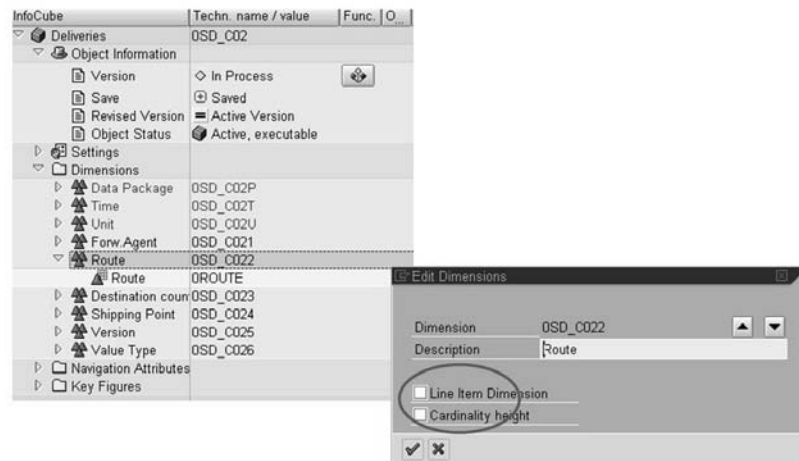 InfoCube Techn. name / value Func. O...
Deliveries 0SD_C02
Object Information
Version In Process
Save Saved
Revised Version = Active Version
Object Status Active, executable
Settings
Dimensions
Data Package 0SD_C02P
Time 0SD_C02T
Unit 0SD_C02U
Forw.Agent 0SD_C021
Route 0SD_C022
Route 0ROUTE
Destination coun 0SD_C023
Shipping Point 0SD_C024
Version 0SD_C025
Value Type 0SD_C026
Navigation Attributes
Key Figures
Edit Dimensions
Dimension 0SD_C022
Description Route
Line Item Dimension
Cardinality height